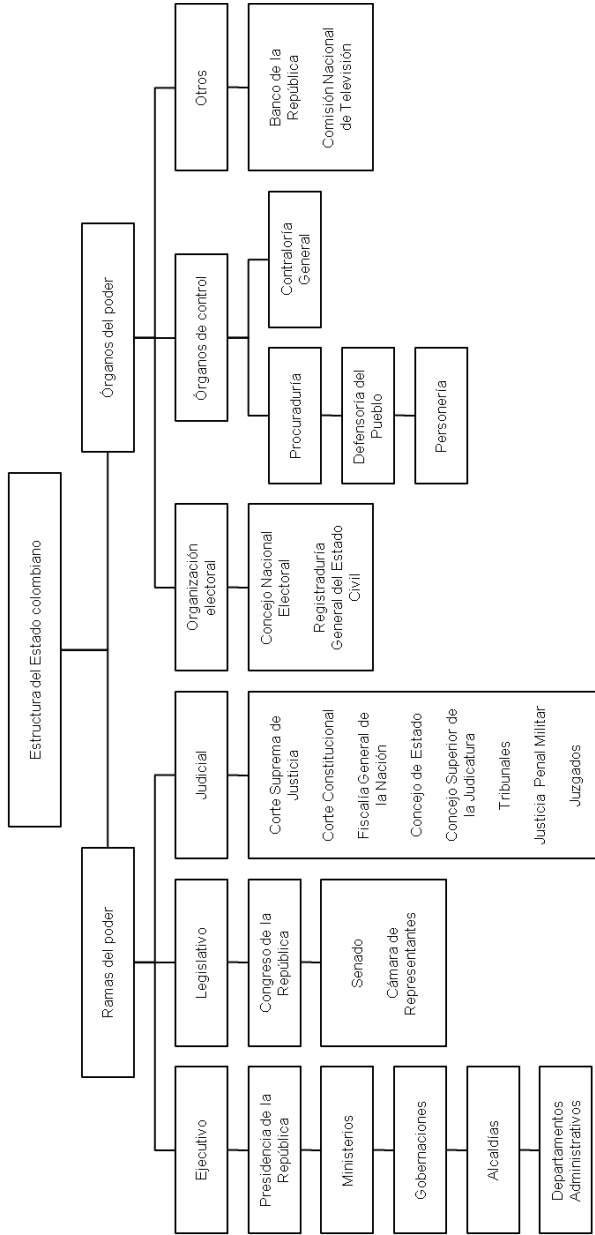 Estructura del Estado colombiano
Ramas del poder
Órganos del poder
Ejecutivo
Legislativo
Judicial
Organización
electoral
Órganos de control
Otros
Presidencia de la
República
Ministerios
Gobernaciones
Alcaldías
Departamentos
Administrativos
Congreso de la
República
Senado
Cámara de
Representantes
Corte Suprema de
Justicia
Corte Constitucional
Fiscalía General de
la Nación
Concejo de Estado
Concejo Superior de
la Judicatura
Tribunales
Justicia Penal Militar
Juzgados
Concejo Nacional
Electoral
Registraduría
General del Estado
Civil
Procuraduría
Defensoría del
Pueblo
Personería
Contraloría
General
Banco de la
República
Comisión Nacional
de Televisión